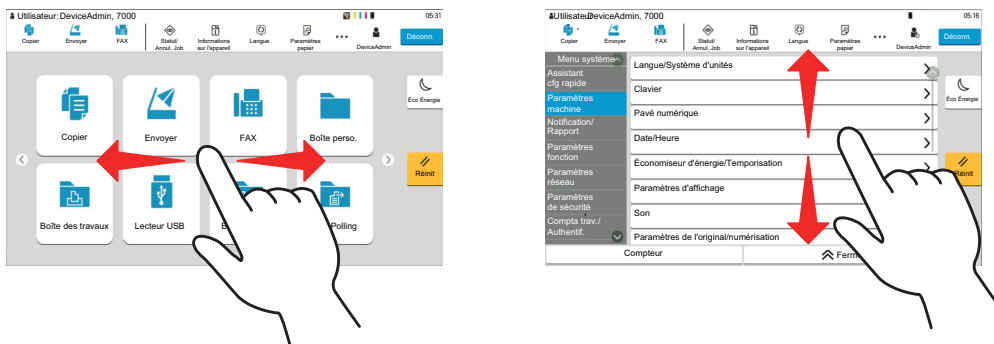 Utilisateur:DeviceAdmin, 7000
05:31
Copier
Envoyer
FAX
Statut/
Annul. Job
Informations
sur l'appareil
Langue
Paramètres
papier
DeviceAdmin
Déconn.
Copier
Envoyer
FAX
Boîte perso.
Éco Énergie
Réinit
Boîte des travaux
Lecteur USB
B
Polling
UtilisateuDeviceAdmin, 7000
05:16
Copier
Envoyer
FAX
Statut/
Annul. Job
Informations
sur l'appareil
Langue
Paramètres
papier
DeviceAdmin
Déconn.
Menu système
Assistant
cfg rapide
Paramètres
machine
Notification/
Rapport
Paramètres
fonction
Paramètres
réseau
Paramètres
de sécurité
Compta trav./
Authentif.
Langue/Système d'unités
Clavier
Pavé numérique
Date/Heure
Économiseur d'énergie/Temporisation
Paramètres d'affichage
Son
Paramètres de l'original/numérisation
Éco Énergie
Réinit
Compteur
Ferm